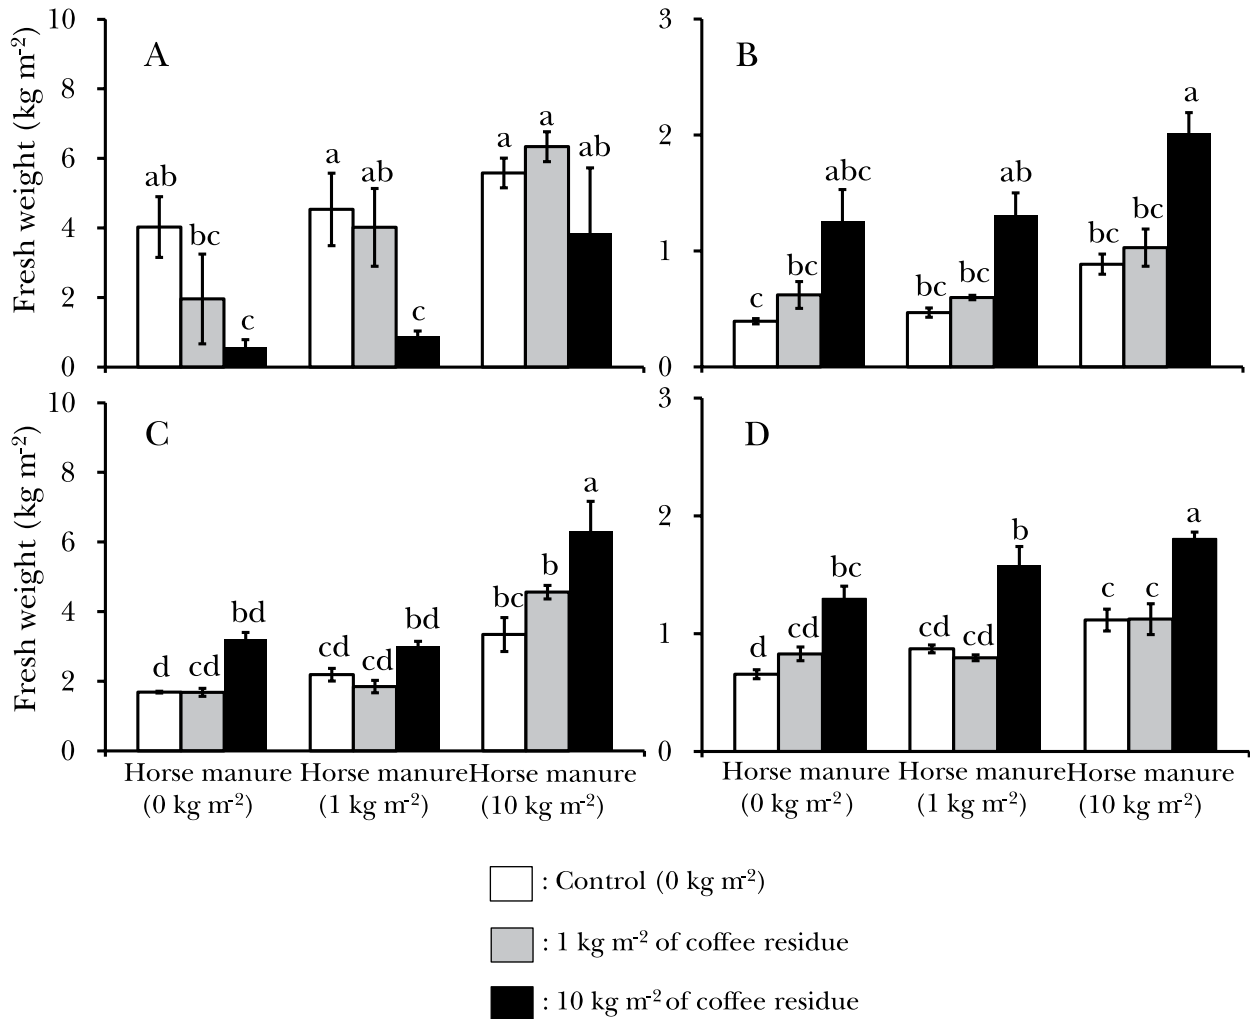 A
Fresh weight (kg m-2)
10
8
6
4
2
0
ab
bc
c
a
ab
c
a
a
ab
B
3
2
1
0
c
bc
abc
bc
bc
ab
bc
bc
a
C
Fresh weight (kg m-2)
10
8
6
4
2
0
d
cd
bd
cd
cd
bd
bc
b
a
Horse manure
(0 kg m-2)
Horse manure
(1 kg m-2)
Horse manure
(10 kg m-2)
D
3
2
1
0
d
cd
bc
cd
cd
b
c
c
a
Horse manure
(0 kg m-2)
Horse manure
(1 kg m-2)
Horse manure
(10 kg m-2)
: Control (0 kg m-2)
: 1 kg m-2 of coffee residue
: 10 kg m-2 of coffee residue